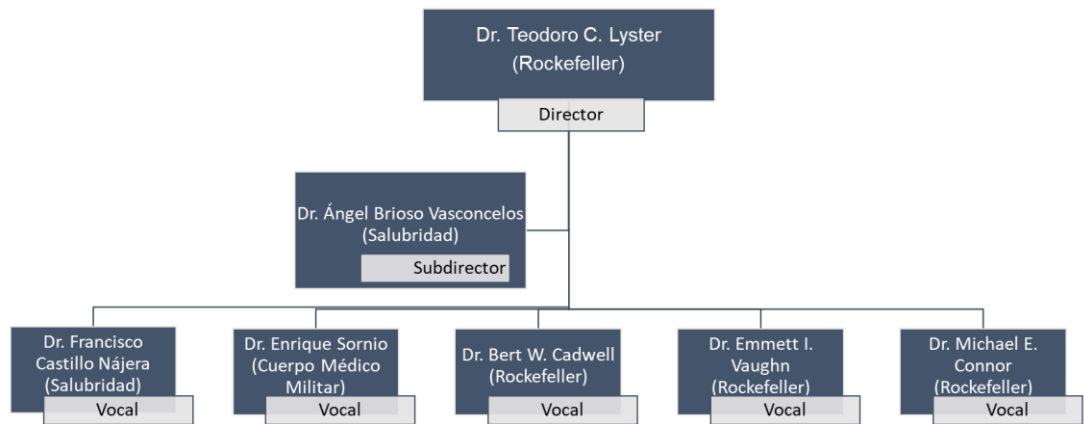 Dr. Teodoro C. Lyster
(Rockefeller)
Director
Dr. Ángel Brioso Vasconcelos
(Salubridad)
Subdirector
Dr. Francisco
Castillo Nájera
(Salubridad)
Vocal
Dr. Enrique Sornio
(Cuerpo Médico
Militar)
Vocal
Dr. Bert W. Cadwell
(Rockefeller)
Vocal
Dr. Emmett I.
Vaughn
(Rockefeller)
Vocal
Dr. Michael E.
Connor
(Rockefeller)
Vocal